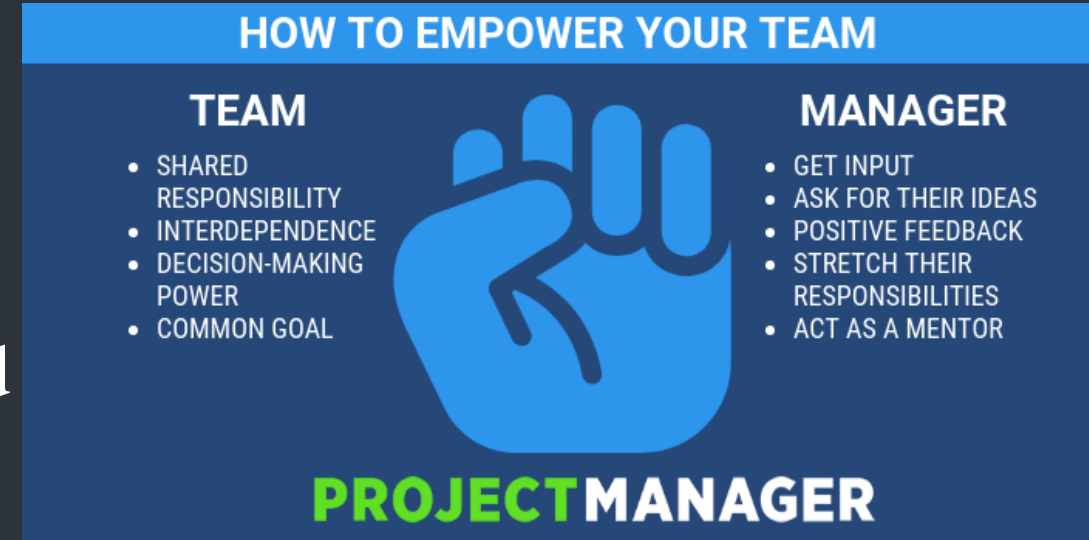 HOW TO EMPOWER YOUR TEAM
TEAM
• SHARED
RESPONSIBILITY
• INTERDEPENDENCE
• DECISION-MAKING
POWER
• COMMON GOAL
MANAGER
• GET INPUT
• ASK FOR THEIR IDEAS
• POSITIVE FEEDBACK
• STRETCH THEIR
RESPONSIBILITIES
• ACT AS A MENTOR
PROJECTMANAGER